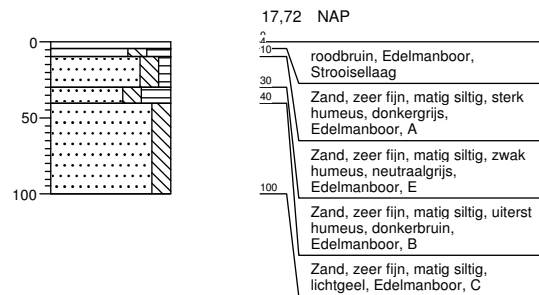 17,72 NAP
0
50
100
0
4
10
30
40
100
roodbruin, Edelmanboor,
Strooisellaag
Zand, zeer fijn, matig siltig, sterk
humeus, donkergrijs,
Edelmanboor, A
Zand, zeer fijn, matig siltig, zwak
humeus, neutraalgrijs,
Edelmanboor, E
Zand, zeer fijn, matig siltig, uiterst
humeus, donkerbruin,
Edelmanboor, B
Zand, zeer fijn, matig siltig,
lichtgeel, Edelmanboor, C